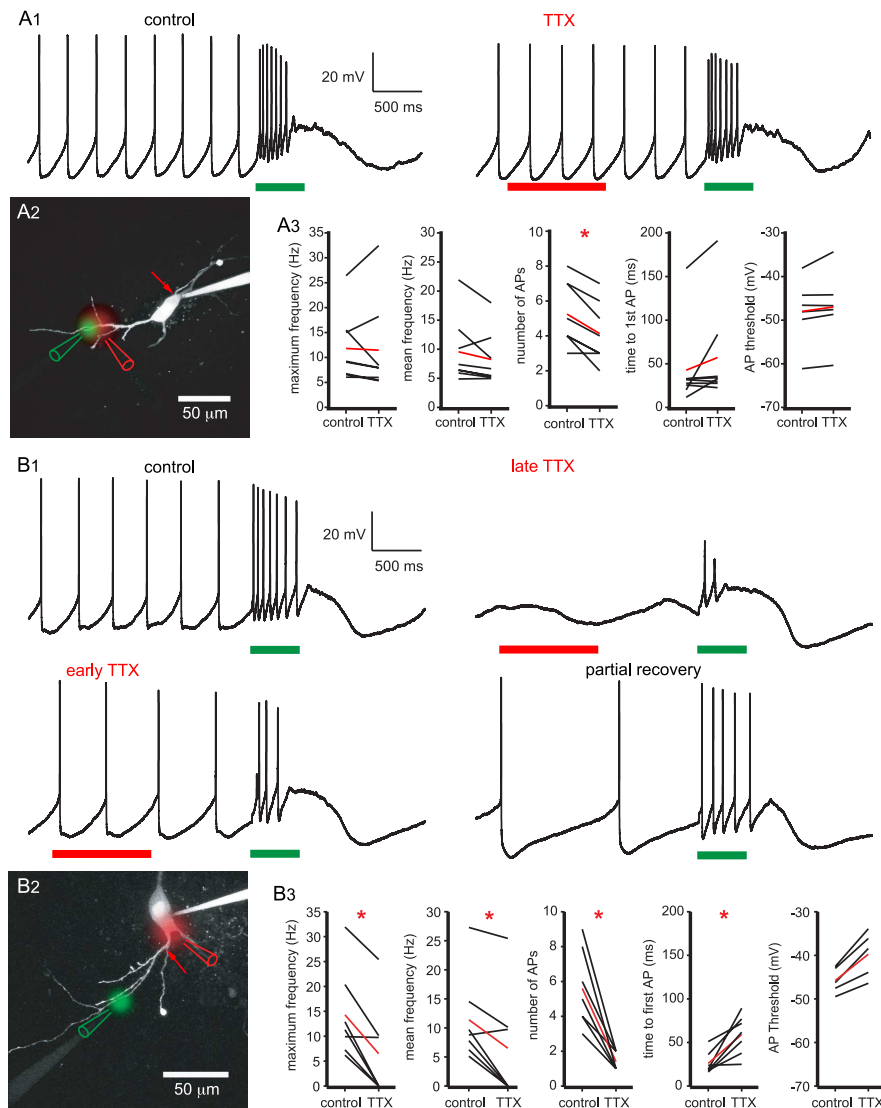 A1
control
TTX
20 mV
500 ms
A2
50 µm
A3
maximum frequency (Hz)
35
30
25
20
15
10
5
0
control TTX
mean frequency (Hz)
30
25
20
15
10
5
0
control TTX
nuumber of APs
10
8
6
4
2
0
*
control TTX
time to 1st AP (ms)
200
150
100
50
0
control TTX
AP threshold (mV)
-30
-40
-50
-60
-70
control TTX
B1
control
late TTX
20 mV
500 ms
early TTX
partial recovery
B2
50 µm
B3
maximum frequency (Hz)
35
30
25
20
15
10
5
0
*
control TTX
mean frequency (Hz)
35
30
25
20
15
10
5
0
*
control TTX
number of APs
10
8
6
4
2
0
*
control TTX
time to first AP (ms)
200
150
100
50
0
*
control TTX
AP Threshold (mV)
-30
-40
-50
-60
-70
control TTX